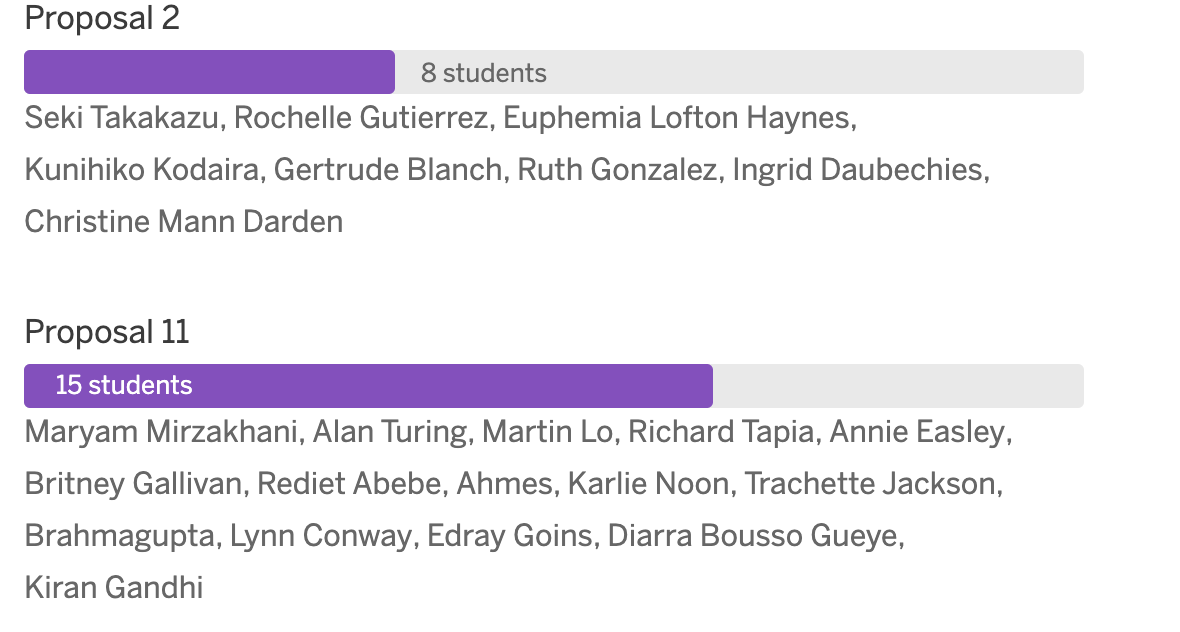 Proposal 2
8 students
Seki Takakazu, Rochelle Gutierrez, Euphemia Lofton Haynes,
Kunihiko Kodaira, Gertrude Blanch, Ruth Gonzalez, Ingrid Daubechies,
Christine Mann Darden
Proposal 11
15 students
Maryam Mirzakhani, Alan Turing, Martin Lo, Richard Tapia, Annie Easley,
Britney Gallivan, Rediet Abebe, Ahmes, Karlie Noon, Trachette Jackson,
Brahmagupta, Lynn Conway, Edray Goins, Diarra Bousso Gueye,
Kiran Gandhi